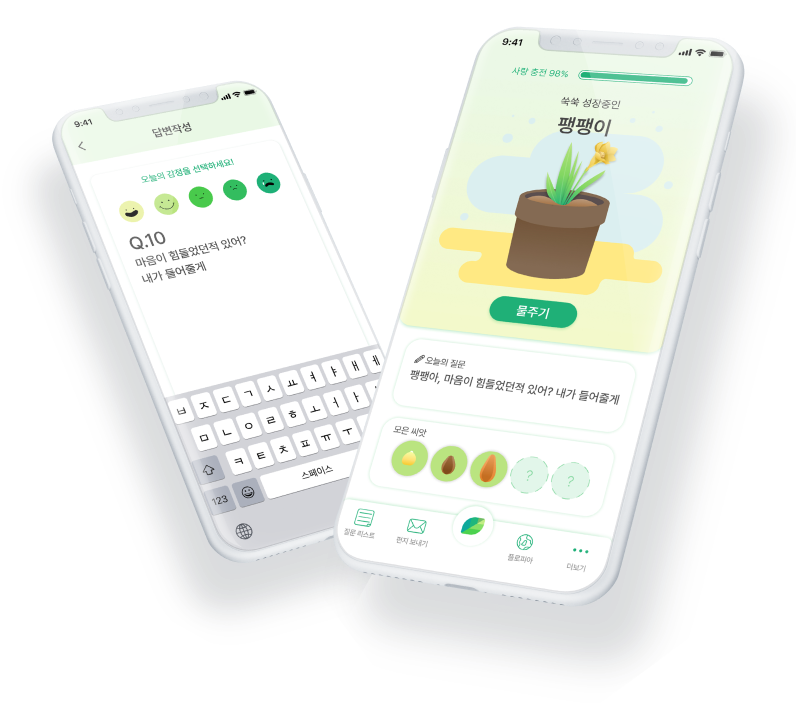 9:41
답변작성
오늘의 감정을 선택하세요!
Q.10
마음이 힘들었던적 있어?
내가 들어줄게
ㅂ ㅈ ㄷ ㄱ ㅅ ㅛ ㅕ ㅑ ㅐ ㅔ
ㅁ ㄴ ㅇ ㄹ ㅎ ㅗ ㅓ ㅏ
ㅋ ㅌ ㅊ ㅍ ㅠ ㅜ
123 스페이스
9:41
사랑 충전 98%
쑥쑥 성장중인
팽팽이
물주기
오늘의 질문
팽팽아, 마음이 힘들었던적 있어? 내가 들어줄게
모은 씨앗
? ?
질문 리스트 편지 보내기 플로피아 더보기